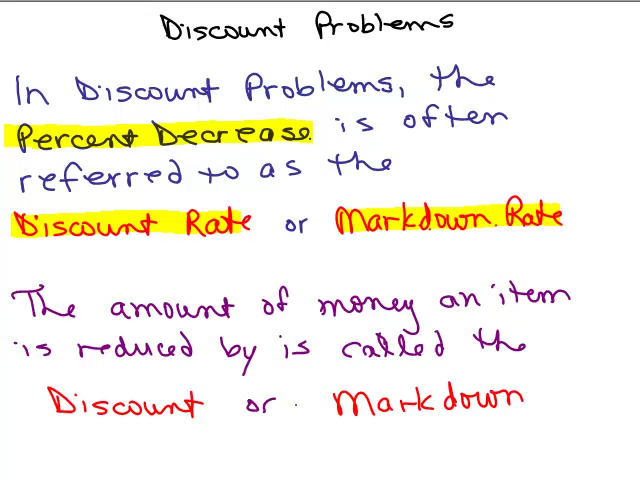 Discount Problems
In Discount Problems, the
Percent Decrease is often
referred to as the
Discount Rate or Markdown Rate
The amount of money an item
is reduced by is called the
Discount or Markdown